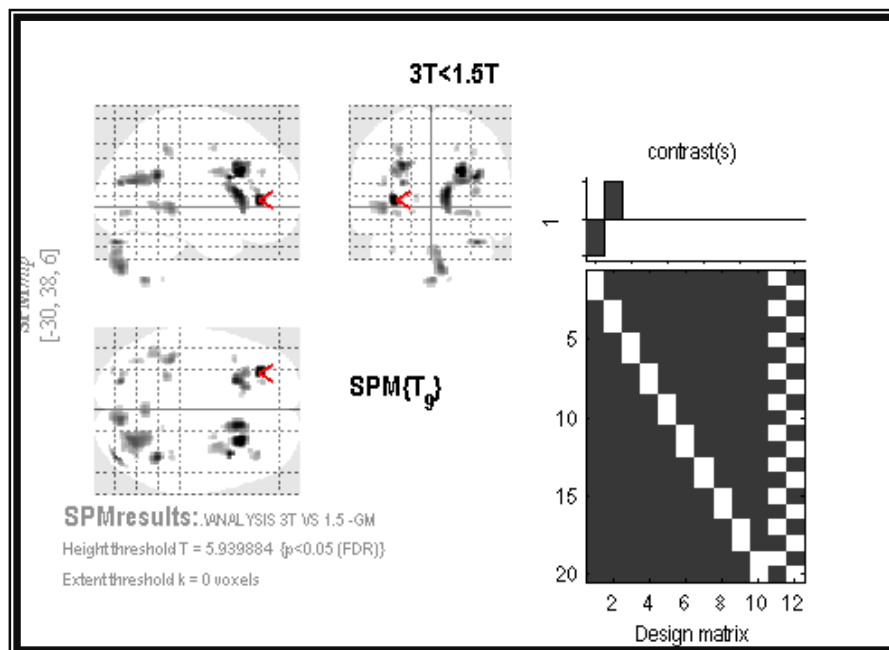 3T<1.5T
contrast(s)
1
SPMmip
[-30, 38, 6]
SPM{T9}
5
10
15
20
2 4 6 8 10 12
Design matrix
SPMresults: .\ANALYSIS 3T VS 1.5 -GM
Height threshold T = 5.939884 {p<0.05 (FDR)}
Extent threshold k = 0 voxels